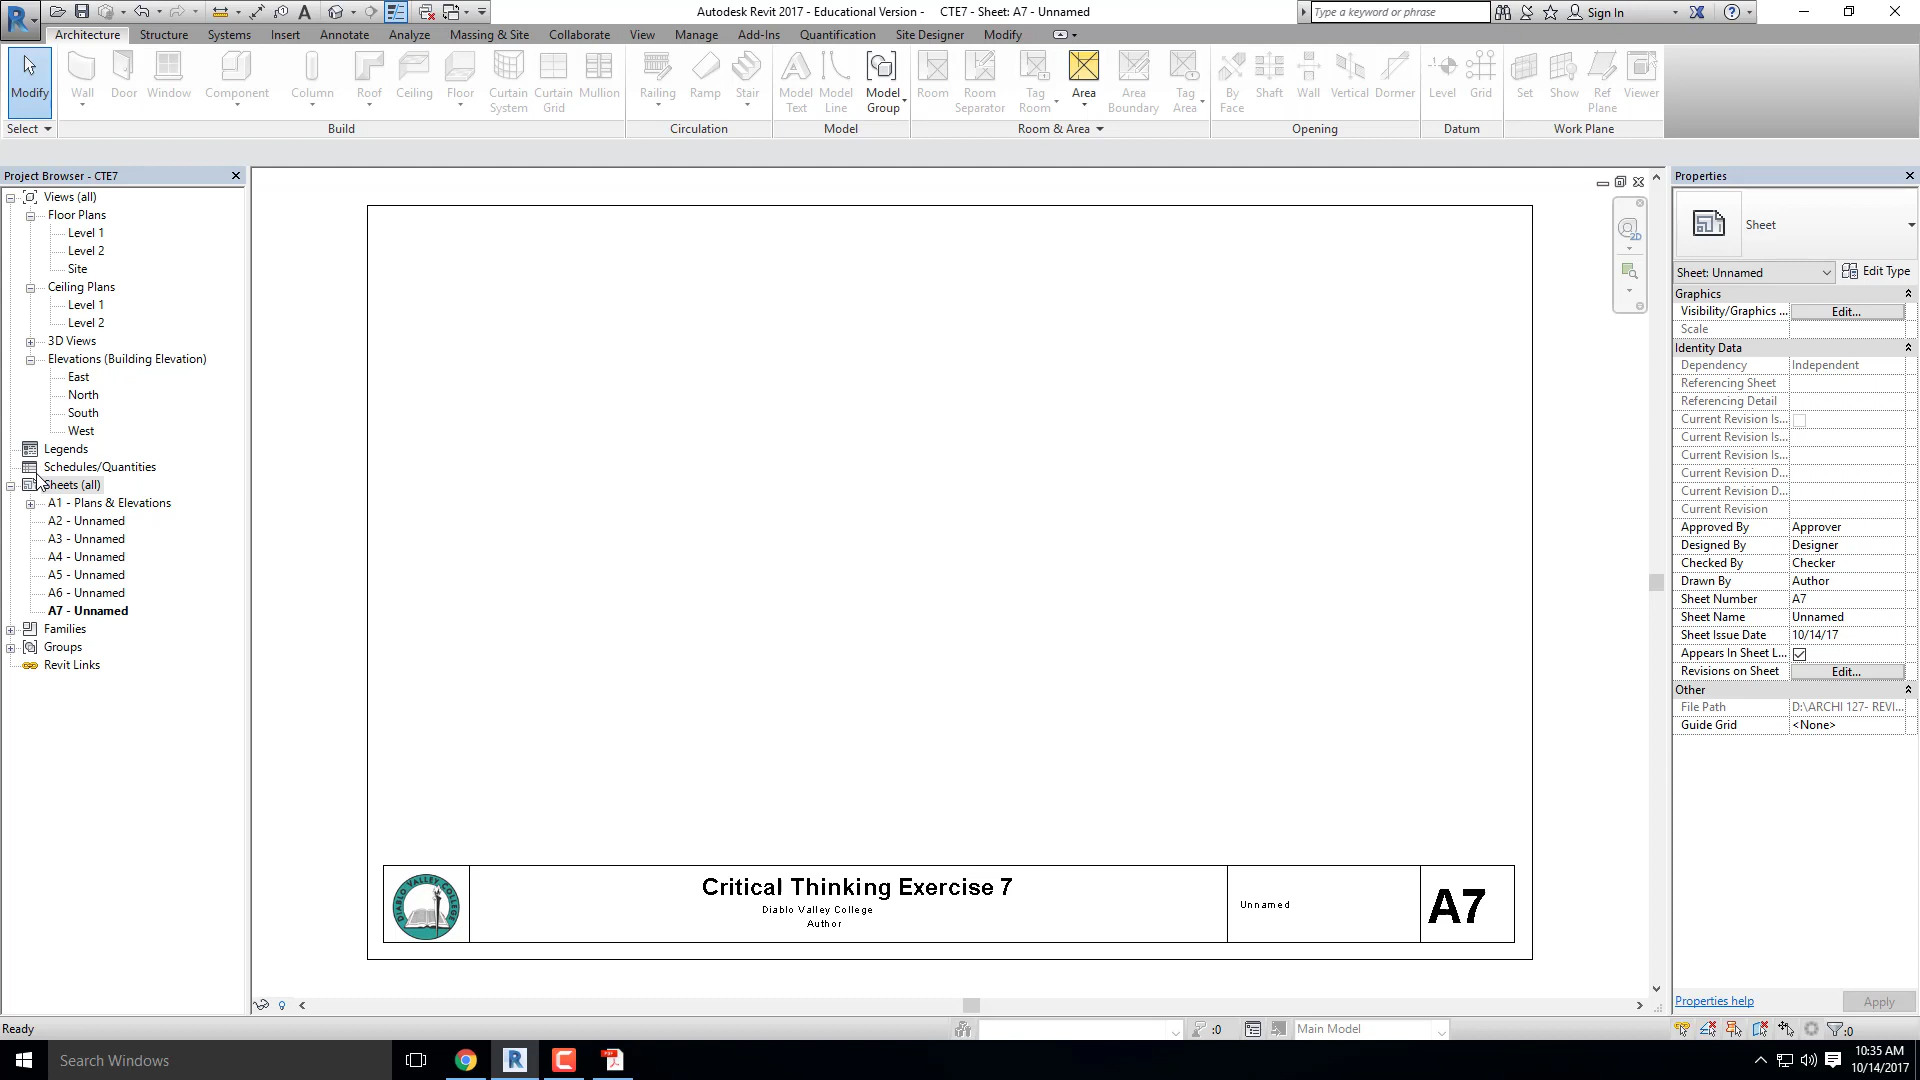 Autodesk Revit 2017 - Educational Version - CTE7 - Sheet: A7 - Unnamed
Type a keyword or phrase
Sign In
Architecture Structure Systems Insert Annotate Analyze Massing & Site Collaborate View Manage Add-Ins Quantification Site Designer Modify
Modify Wall Door Window Component Column Roof Ceiling Floor Curtain System Curtain Grid Mullion Railing Ramp Stair Model Text Model Line Model Group Room Room Separator Tag Room Area Area Boundary Tag Area By Face Shaft Wall Vertical Dormer Level Grid Set Show Ref Plane Viewer
Select Build Circulation Model Room & Area Opening Datum Work Plane
Project Browser - CTE7
Views (all)
Floor Plans
Level 1
Level 2
Site
Ceiling Plans
Level 1
Level 2
3D Views
Elevations (Building Elevation)
East
North
South
West
Legends
Schedules/Quantities
Sheets (all)
A1 - Plans & Elevations
A2 - Unnamed
A3 - Unnamed
A4 - Unnamed
A5 - Unnamed
A6 - Unnamed
A7 - Unnamed
Families
Groups
Revit Links
2D
DIABLO VALLEY COLLEGE
Critical Thinking Exercise 7
Diablo Valley College
Author
Unnamed
A7
Properties
Sheet
Sheet: Unnamed
Edit Type
Graphics
Visibility/Graphics ... Edit...
Scale
Identity Data
Dependency Independent
Referencing Sheet
Referencing Detail
Current Revision Is...
Current Revision Is...
Current Revision Is...
Current Revision D...
Current Revision D...
Current Revision
Approved By Approver
Designed By Designer
Checked By Checker
Drawn By Author
Sheet Number A7
Sheet Name Unnamed
Sheet Issue Date 10/14/17
Appears In Sheet L...
Revisions on Sheet Edit...
Other
File Path D:\ARCHI 127- REVI...
Guide Grid <None>
Properties help Apply
Ready
:0
Main Model
:0
Search Windows
10:35 AM
10/14/2017